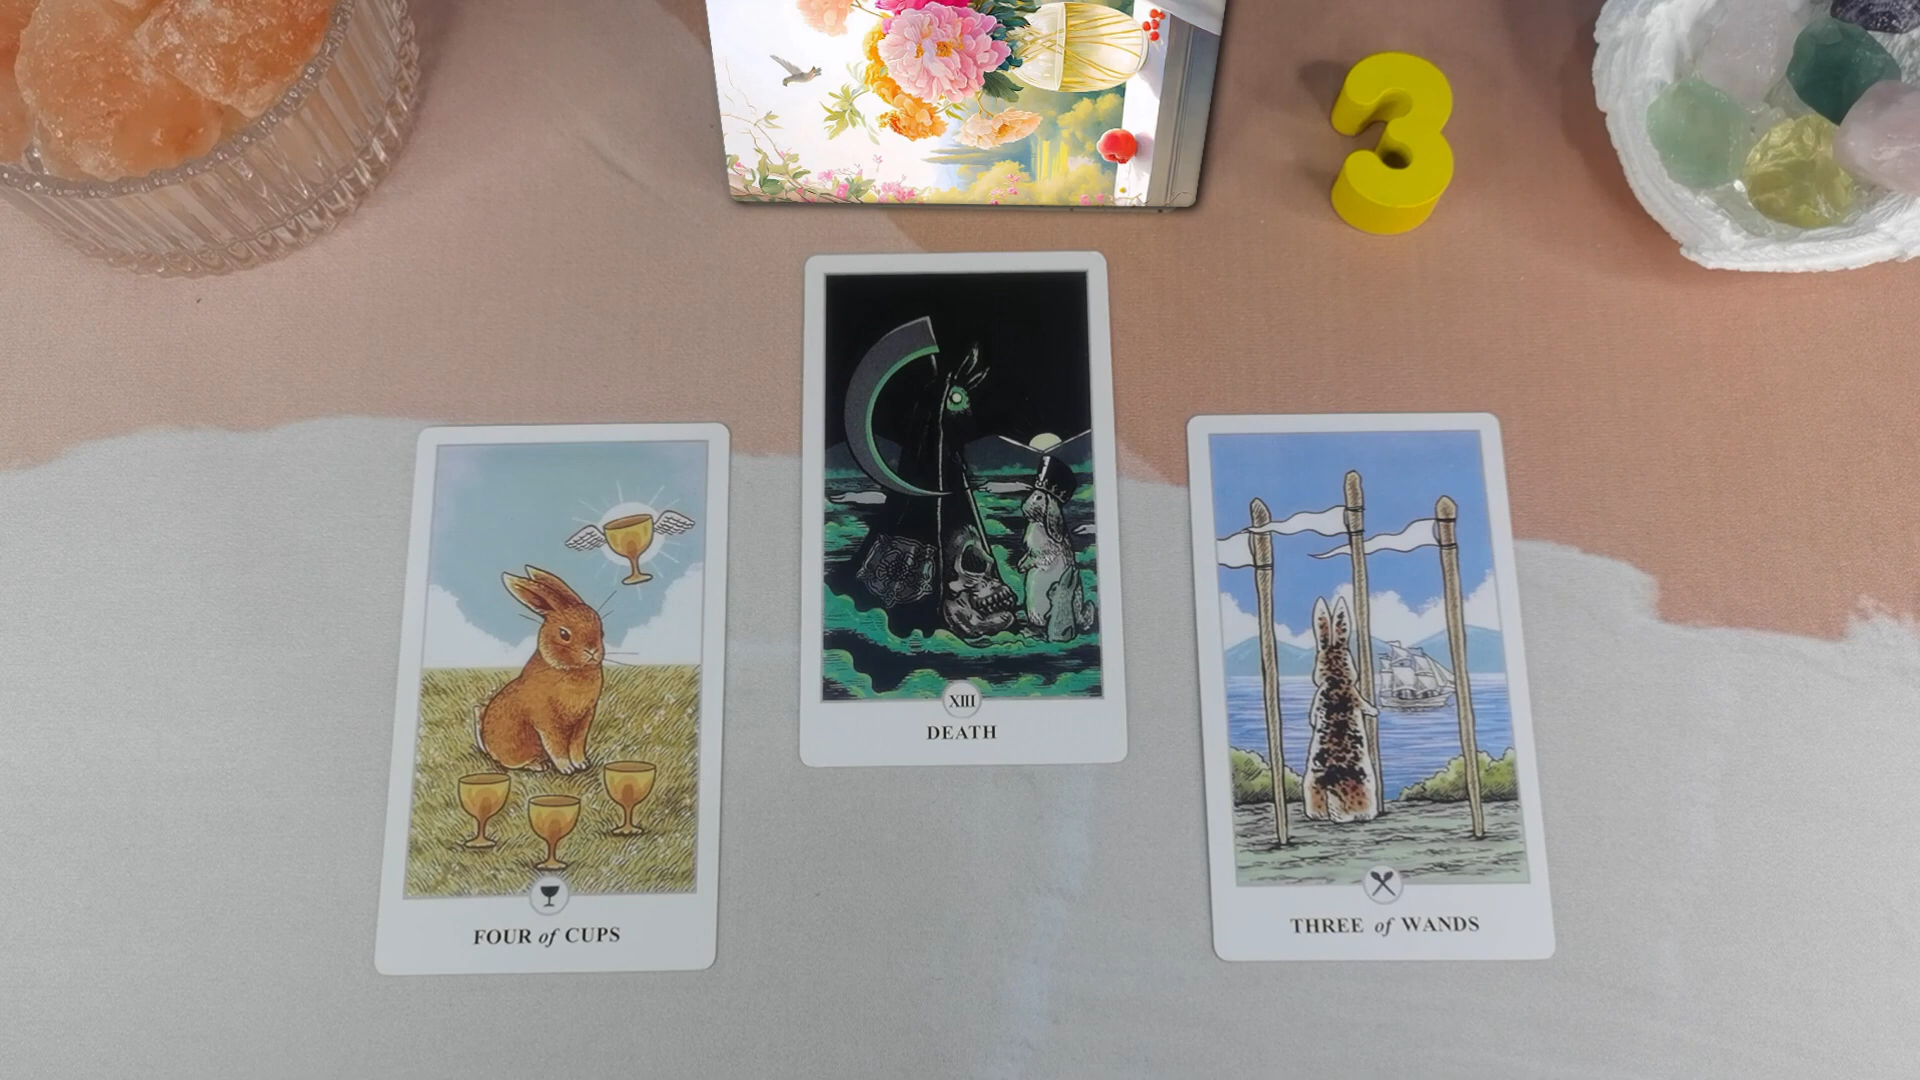 3
XIII
DEATH
FOUR of CUPS
THREE of WANDS